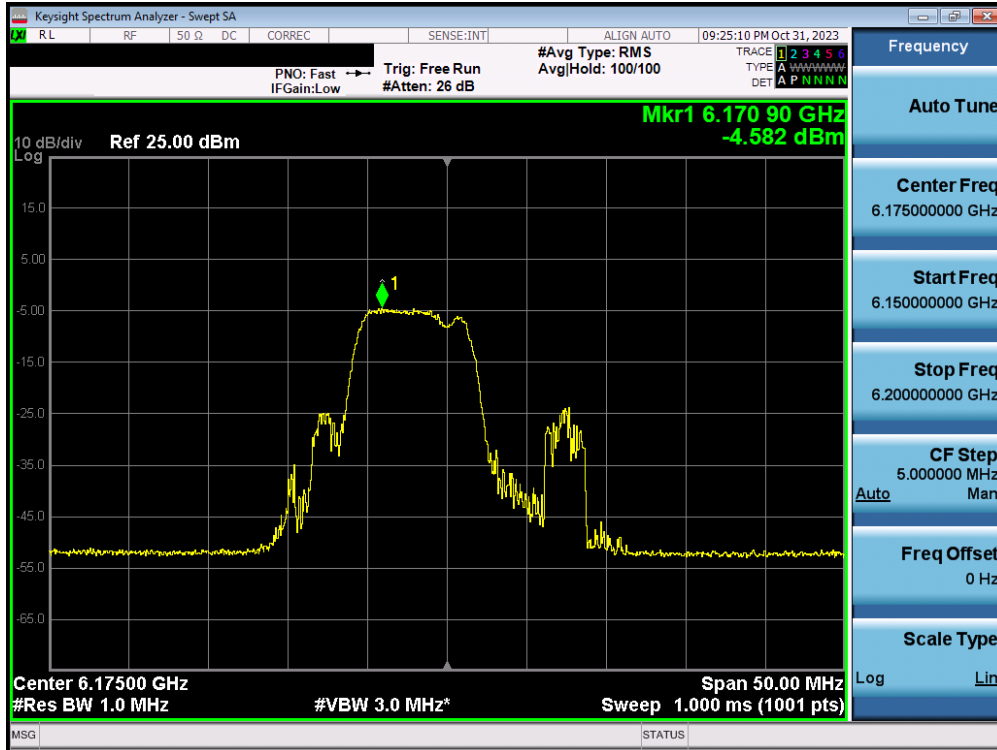 Keysight Spectrum Analyzer - Swept SA
LXI RL RF 50 Ω DC CORREC SENSE:INT ALIGN AUTO 09:25:10 PM Oct 31, 2023
PNO: Fast
IFGain:Low
Trig: Free Run
#Atten: 26 dB
#Avg Type: RMS
Avg|Hold: 100/100
TRACE 1 2 3 4 5 6
TYPE A WWWWW
DET A P N N N N
Mkr1 6.170 90 GHz
-4.582 dBm
10 dB/div Ref 25.00 dBm
Log
15.0
5.00
-5.00
-15.0
-25.0
-35.0
-45.0
-55.0
-65.0
1
Center 6.17500 GHz Span 50.00 MHz
#Res BW 1.0 MHz #VBW 3.0 MHz* Sweep 1.000 ms (1001 pts)
MSG STATUS
Frequency
Auto Tune
Center Freq
6.175000000 GHz
Start Freq
6.150000000 GHz
Stop Freq
6.200000000 GHz
CF Step
5.000000 MHz
Auto Man
Freq Offset
0 Hz
Scale Type
Log Lin